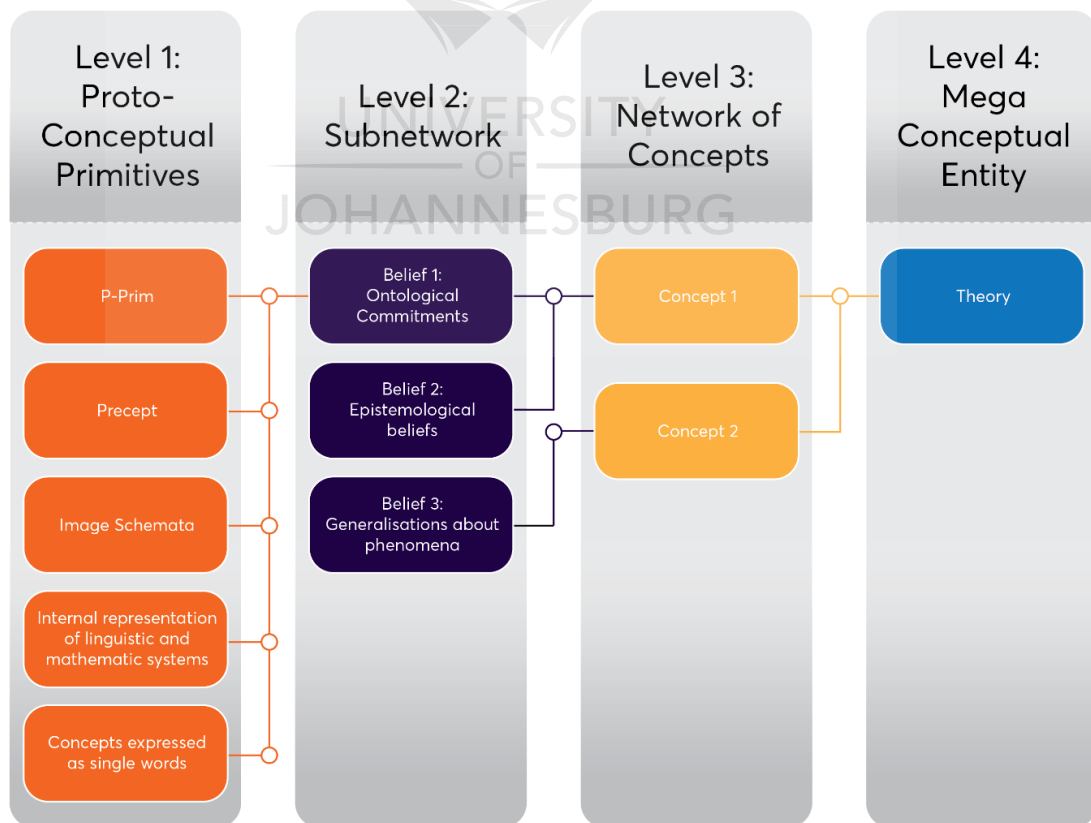 Level 1:
Proto-
Conceptual
Primitives
Level 2:
Subnetwork
Level 3:
Network of
Concepts
Level 4:
Mega
Conceptual
Entity
UNIVERSITY
OF
JOHANNESBURG
P-Prim
Precept
Image Schemata
Internal representation
of linguistic and
mathematic systems
Concepts expressed
as single words
Belief 1:
Ontological
Commitments
Belief 2:
Epistemological
beliefs
Belief 3:
Generalisations about
phenomena
Concept 1
Concept 2
Theory